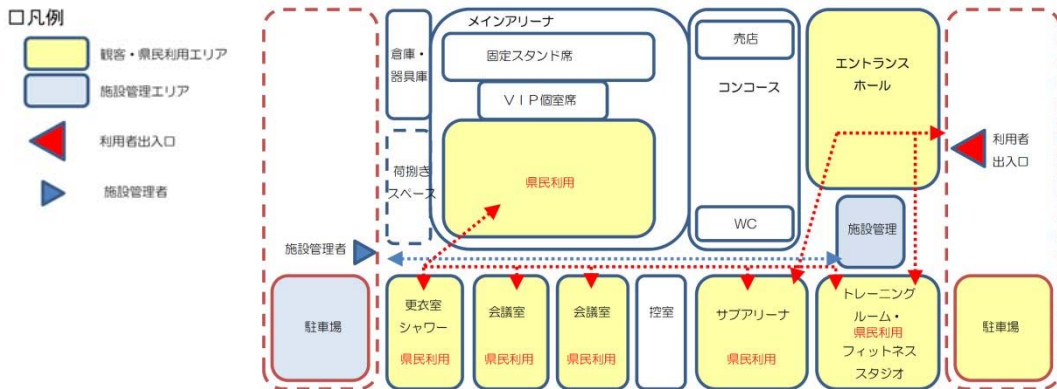 □凡例
観客・県民利用エリア
施設管理エリア
利用者出入口
施設管理者
倉庫・
器具庫
荷捌き
スペース
施設管理者
駐車場
メインアリーナ
固定スタンド席
VIP個室席
県民利用
売店
コンコース
WC
エントランス
ホール
施設管理
利用者
出入口
更衣室
シャワー
県民利用
会議室
県民利用
会議室
県民利用
控室
サブアリーナ
県民利用
トレーニング
ルーム・
県民利用
フィットネス
スタジオ
駐車場